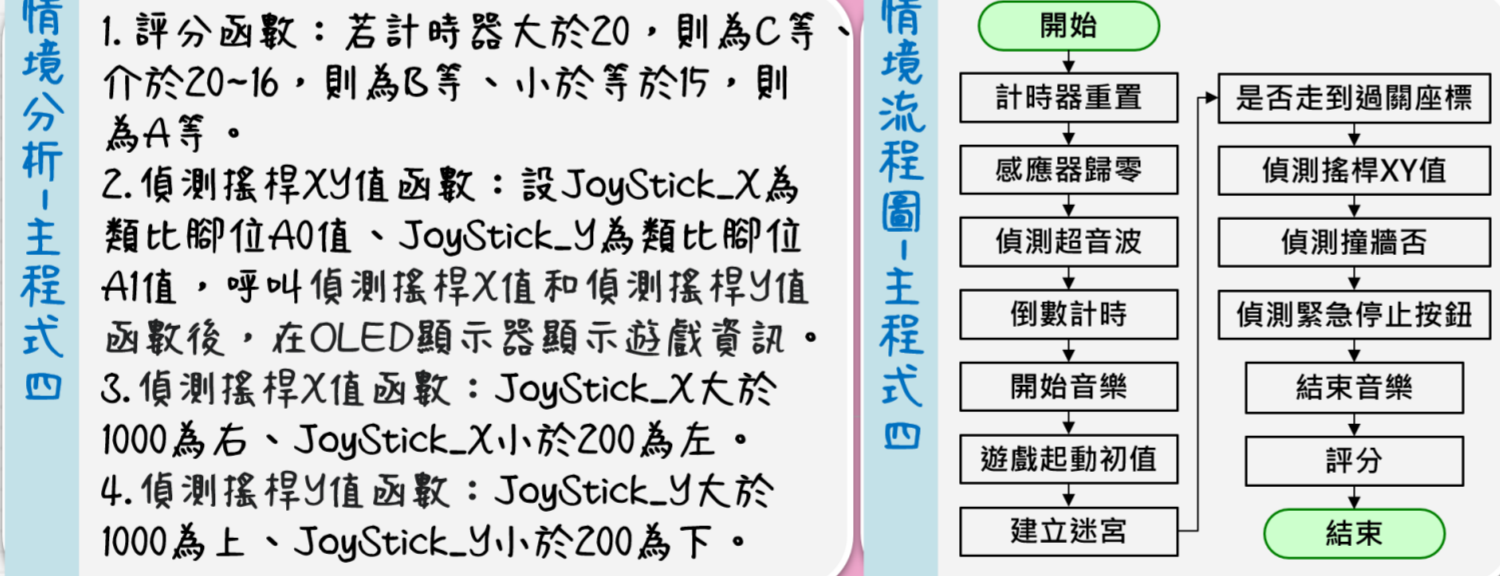 情境分析-主程式四
1.評分函數：若計時器大於20，則為C等、
介於20~16，則為B等、小於等於15，則
為A等。
2.偵測搖桿XY值函數：設JoyStick_X為
類比腳位A0值、JoyStick_Y為類比腳位
A1值，呼叫偵測搖桿X值和偵測搖桿Y值
函數後，在OLED顯示器顯示遊戲資訊。
3.偵測搖桿X值函數：JoyStick_X大於
1000為右、JoyStick_X小於200為左。
4.偵測搖桿Y值函數：JoyStick_Y大於
1000為上、JoyStick_Y小於200為下。
情境流程圖-主程式四
開始
計時器重置
感應器歸零
偵測超音波
倒數計時
開始音樂
遊戲起動初值
建立迷宮
是否走到過關座標
偵測搖桿XY值
偵測撞牆否
偵測緊急停止按鈕
結束音樂
評分
結束